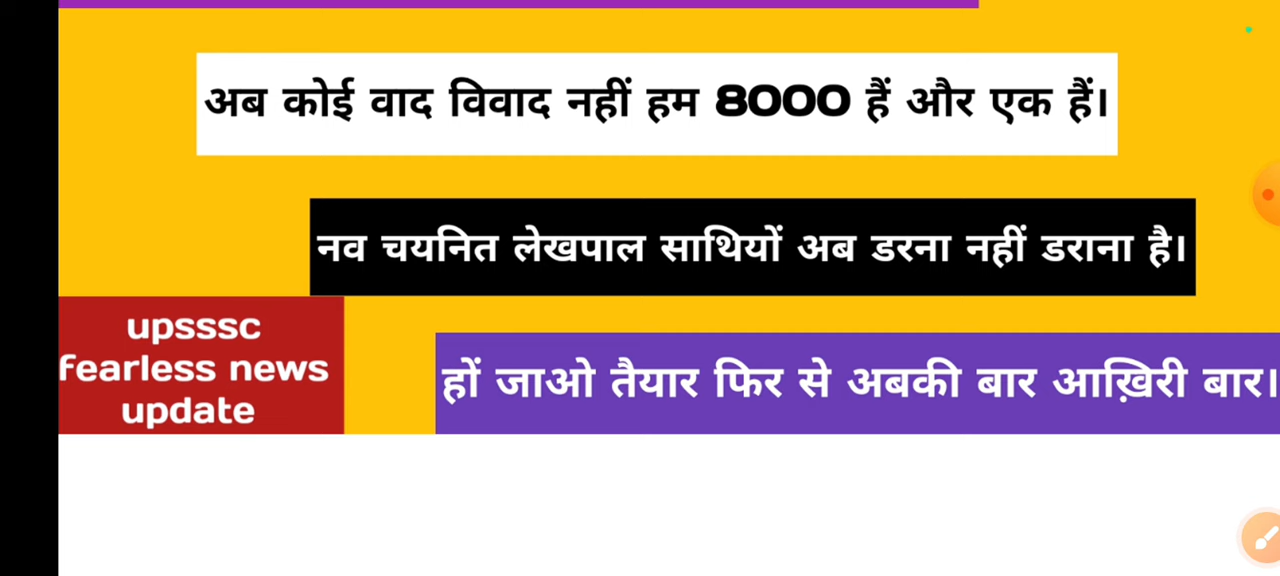 अब कोई वाद विवाद नहीं हम 8000 हैं और एक हैं।
नव चयनित लेखपाल साथियों अब डरना नहीं डराना है।
upsssc
fearless news
update
हों जाओ तैयार फिर से अबकी बार आख़िरी बार।